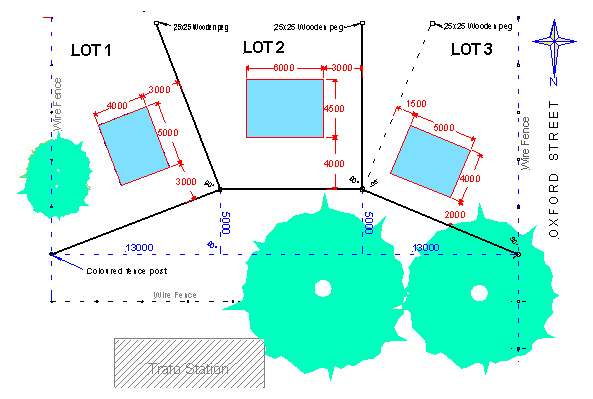 25x25 Wooden peg
25x25 Wooden peg
25x25 Wooden peg
LOT 1
LOT 2
LOT 3
N
OXFORD STREET
Wire Fence
Wire Fence
6000
3000
3000
4000
5000
3000
4500
4000
1500
5000
4000
2000
5000
5000
13000
13000
Coloured fence post
Wire Fence
Trafo Station